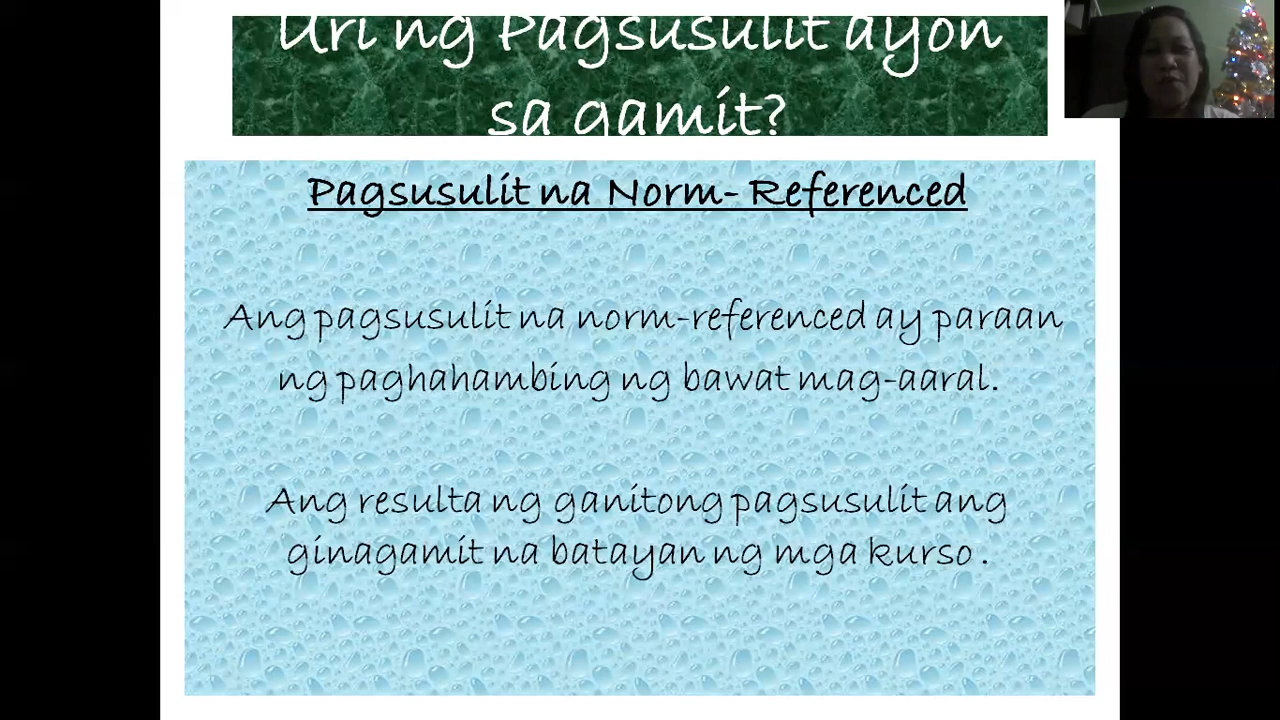 Uri ng Pagsusulit ayon
sa gamit?
Pagsusulit na Norm- Referenced
Ang pagsusulit na norm-referenced ay paraan
ng paghahambing ng bawat mag-aaral.
Ang resulta ng ganitong pagsusulit ang
ginagamit na batayan ng mga kurso .